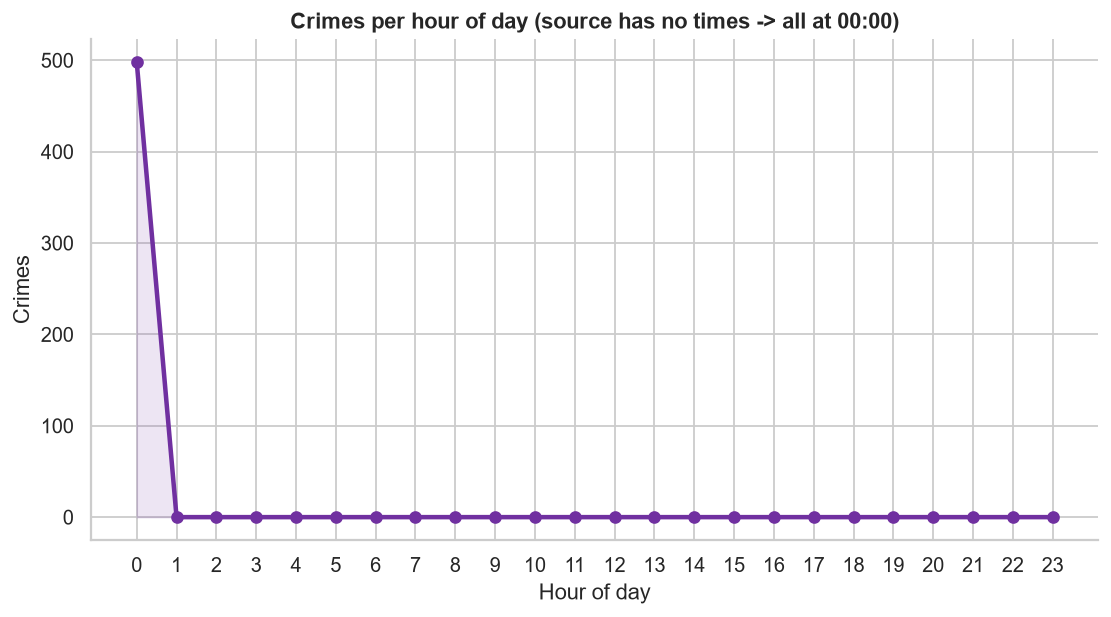 Crimes per hour of day (source has no times -> all at 00:00)
500
400
300
200
100
0
Crimes
0 1 2 3 4 5 6 7 8 9 10 11 12 13 14 15 16 17 18 19 20 21 22 23
Hour of day